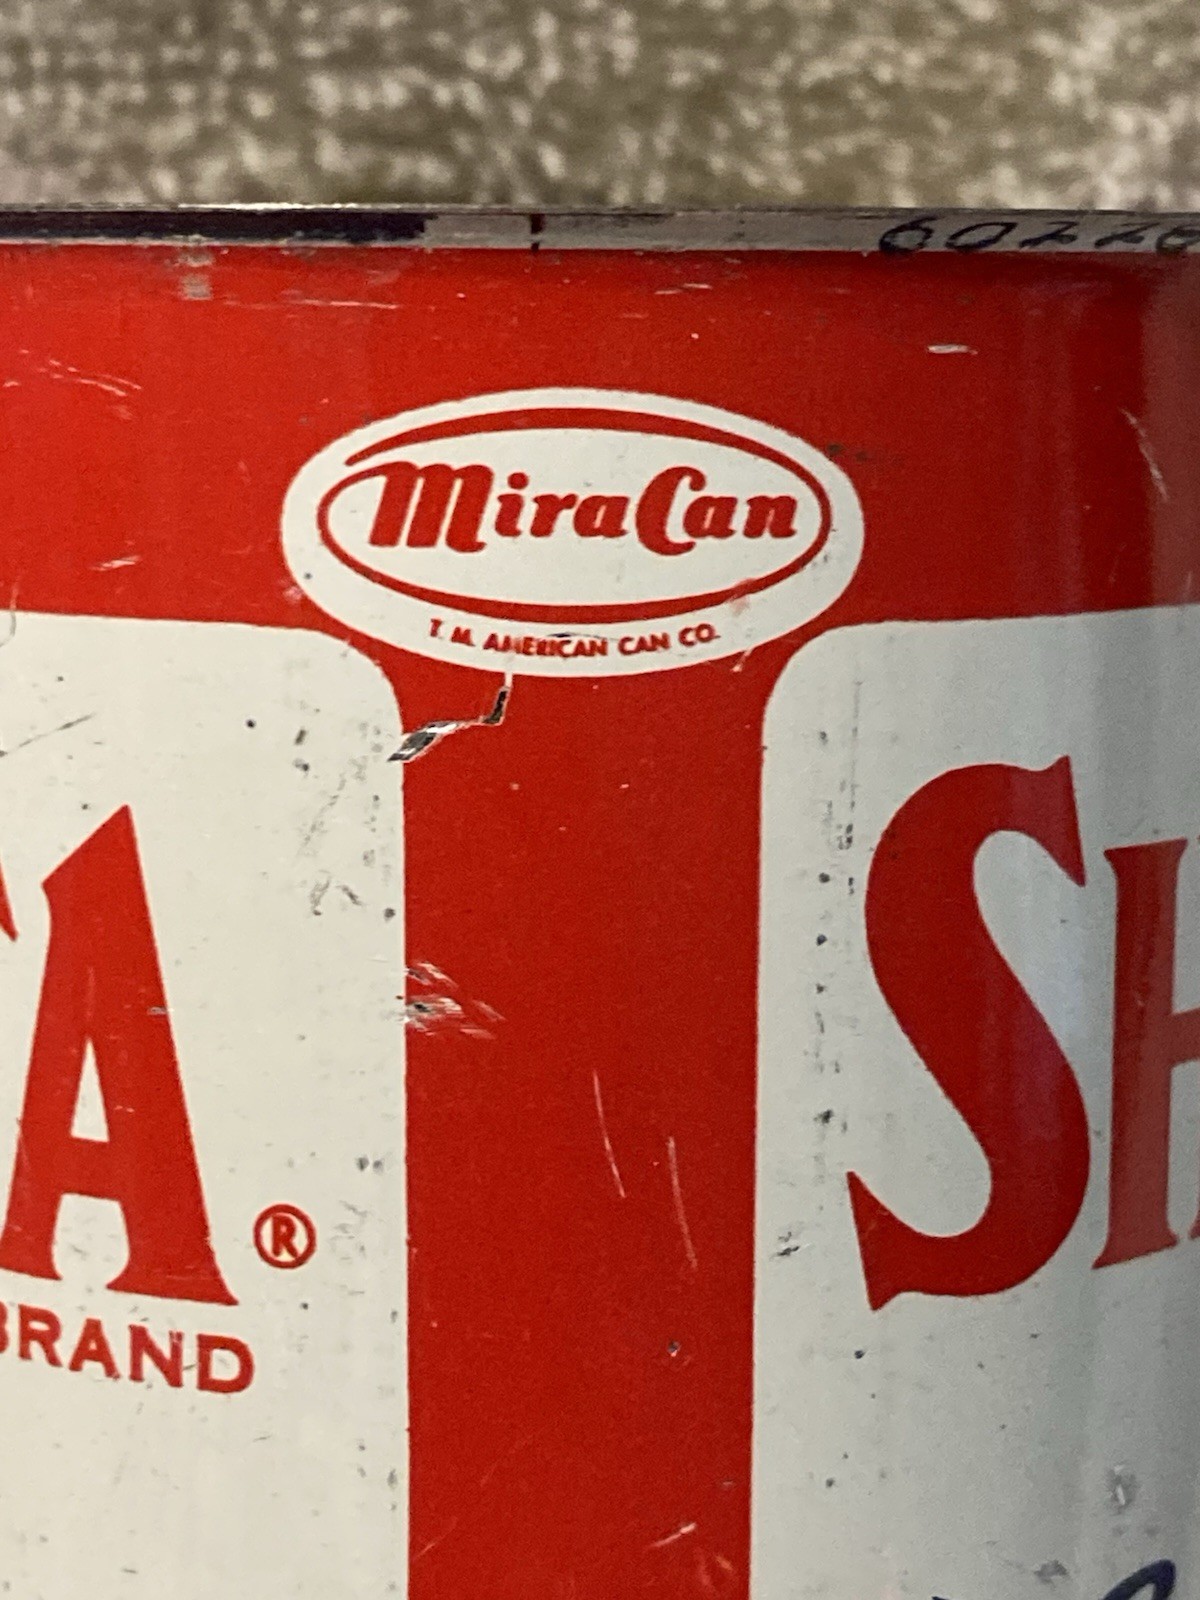 MiraCan
T. M. AMERICAN CAN CO.
A®
BRAND
SH